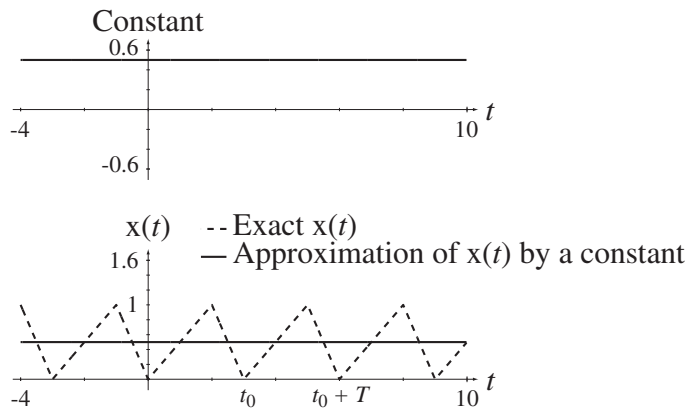 Constant
0.6
t
-4
10
-0.6
x(t)
Exact x(t)
Approximation of x(t) by a constant
1.6
1
t
-4
t0
t0 + T
10